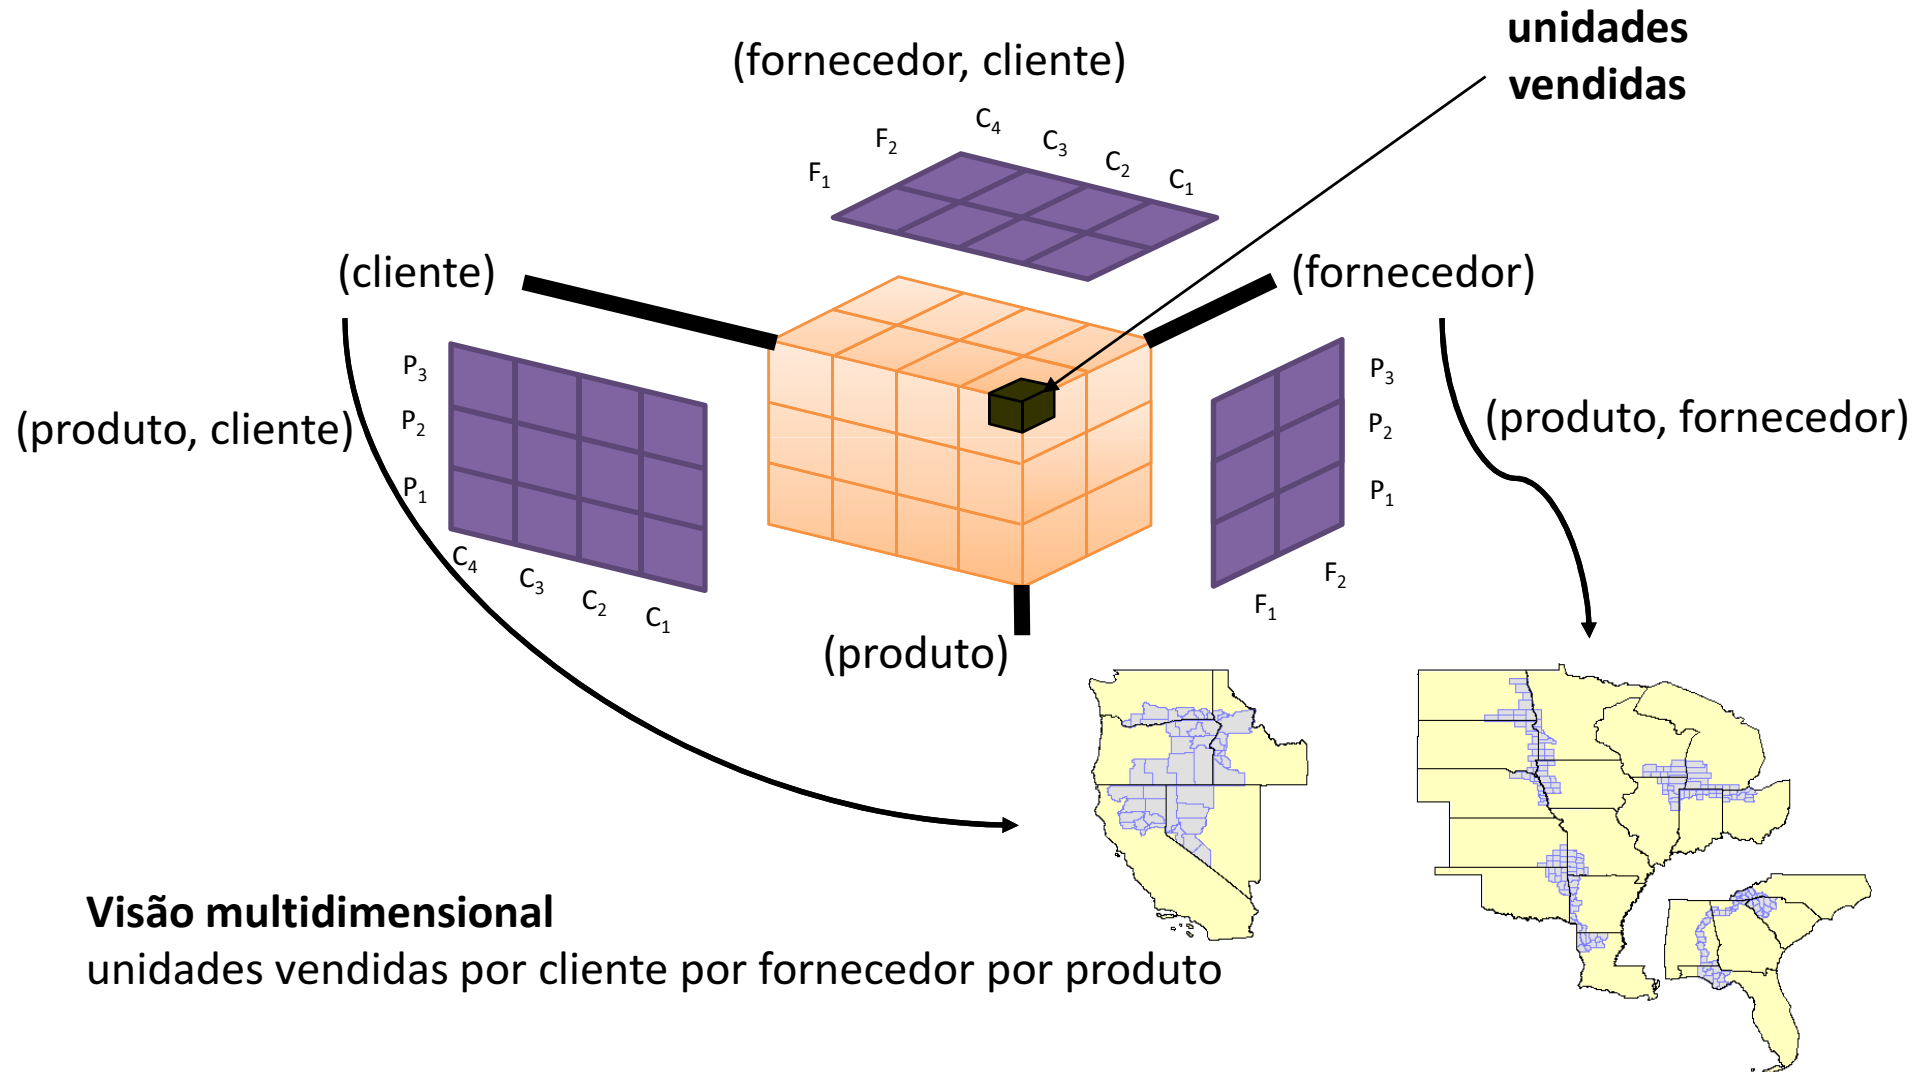 unidades
vendidas
(fornecedor, cliente)
C4
F2
C3
C2
F1
C1
(cliente)
(fornecedor)
P3
P2
P1
(produto, cliente)
C4
C3
C2
C1
P3
P2
P1
(produto, fornecedor)
F2
F1
(produto)
Visão multidimensional
unidades vendidas por cliente por fornecedor por produto